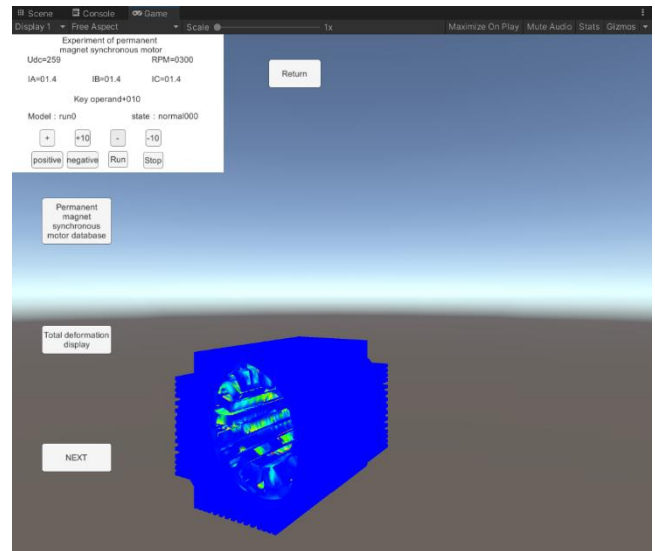 Scene Console Game
Display 1 Free Aspect Scale 1x Maximize On Play Mute Audio Stats Gizmos
Experiment of permanent
magnet synchronous motor
Udc=259 RPM=0300
IA=01.4 IB=01.4 IC=01.4
Key operand+010
Model : run0 state : normal000
+ +10 - -10
positive negative Run Stop
Return
Permanent
magnet
synchronous
motor database
Total deformation
display
NEXT